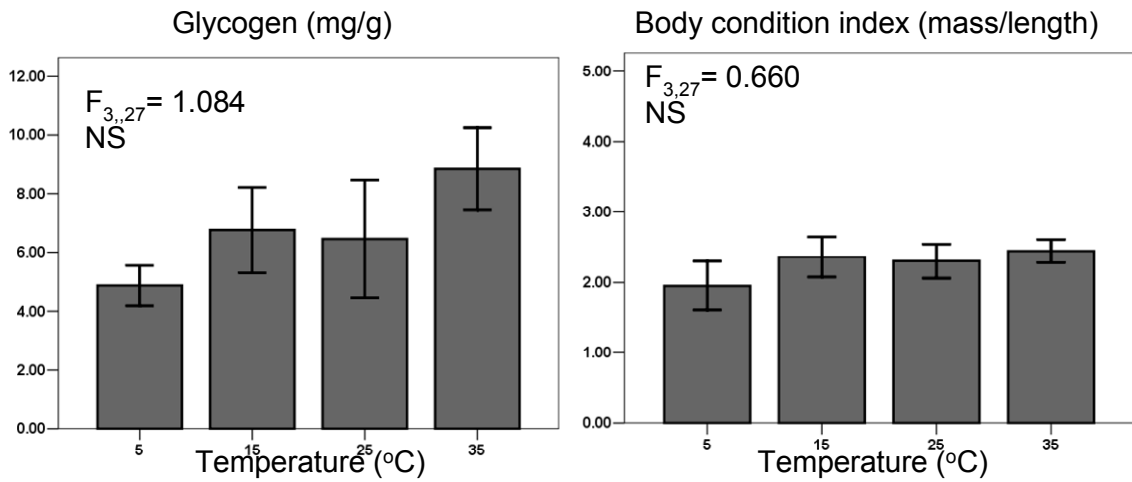 Glycogen (mg/g)
12.00
10.00
8.00
6.00
4.00
2.00
0.00
F3,,27= 1.084
NS
5 15 25 35
Temperature (oC)
Body condition index (mass/length)
5.00
4.00
3.00
2.00
1.00
0.00
F3,27= 0.660
NS
5 15 25 35
Temperature (oC)